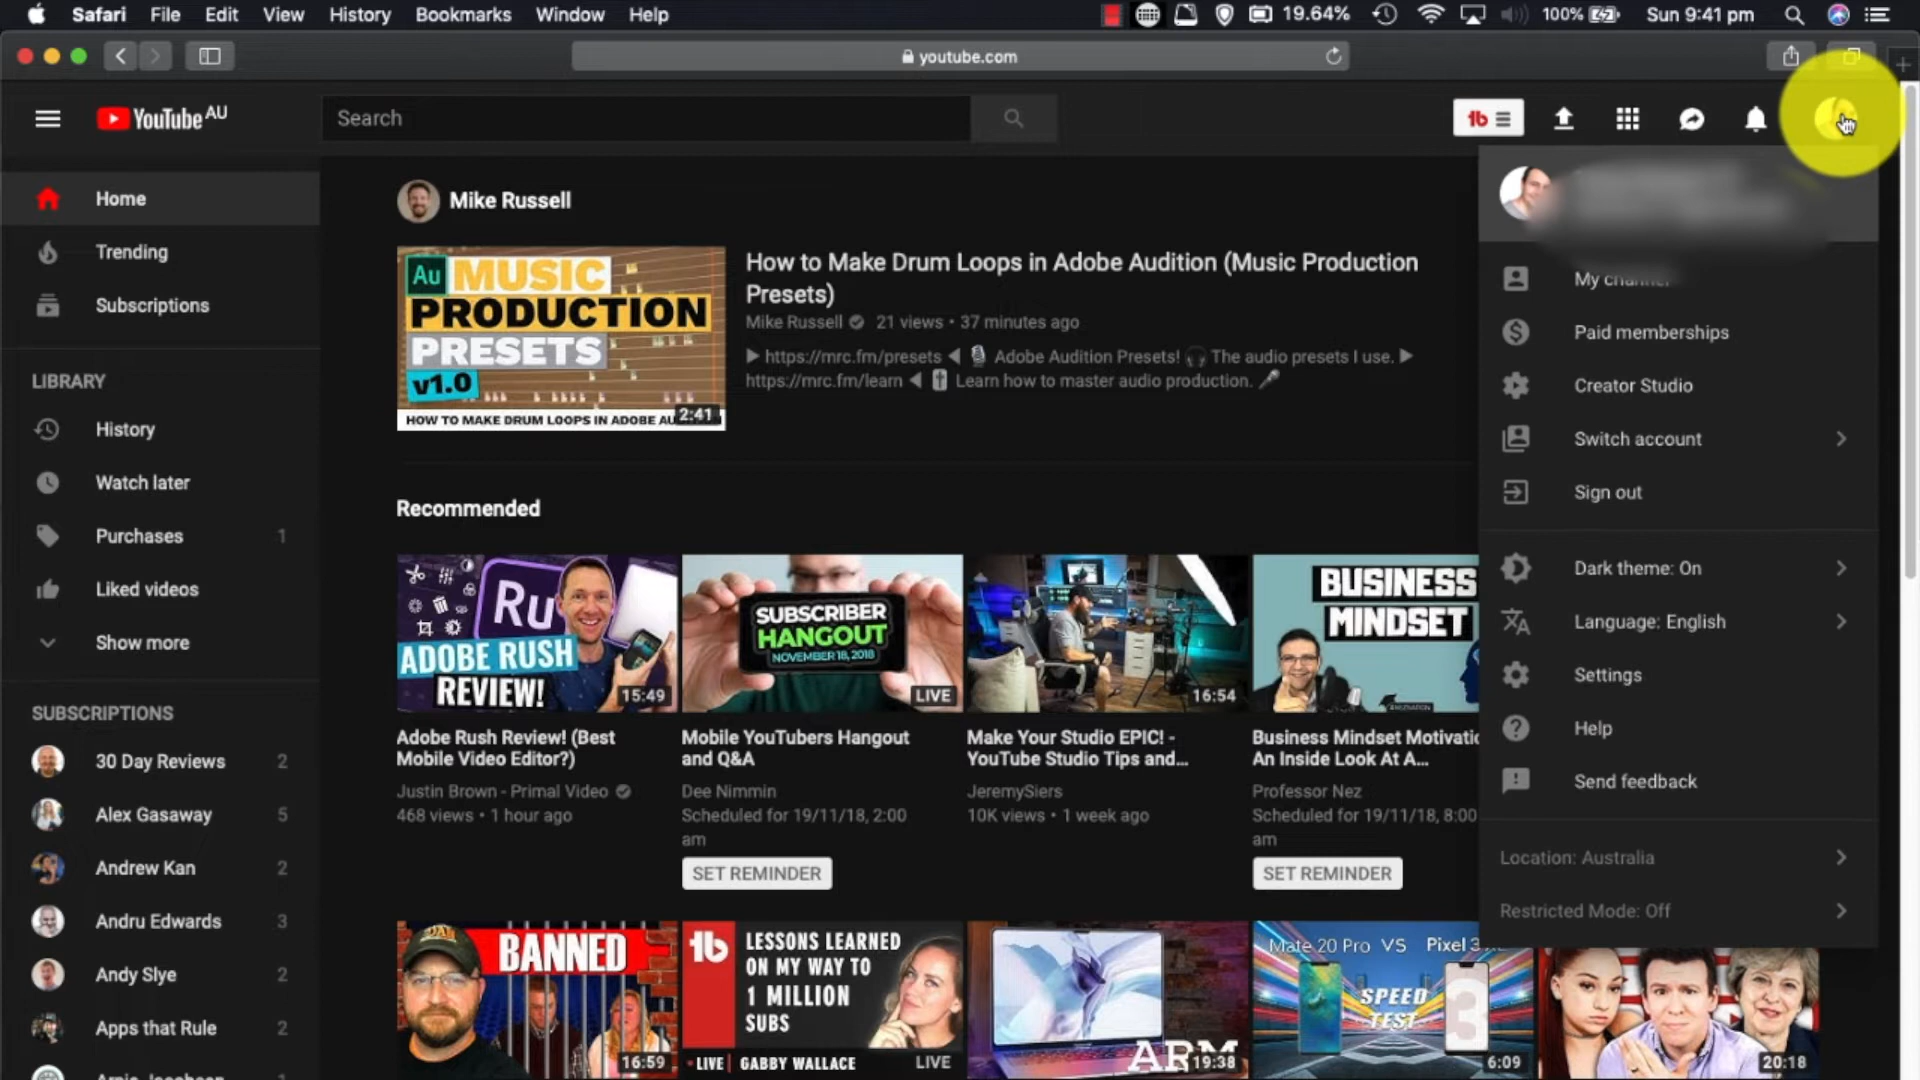 Safari File Edit View History Bookmarks Window Help
19.64% 100% Sun 9:41 pm
youtube.com
YouTube AU
Search
Home
Trending
Subscriptions
LIBRARY
History
Watch later
Purchases 1
Liked videos
Show more
SUBSCRIPTIONS
30 Day Reviews 2
Alex Gasaway 5
Andrew Kan 2
Andru Edwards 3
Andy Slye 2
Apps that Rule 2
Mike Russell
Au MUSIC
PRODUCTION
PRESETS
v1.0
2:41
HOW TO MAKE DRUM LOOPS IN ADOBE
How to Make Drum Loops in Adobe Audition (Music Production
Presets)
Mike Russell 21 views • 37 minutes ago
https://mrc.fm/presets Adobe Audition Presets! The audio presets I use.
https://mrc.fm/learn Learn how to master audio production.
Recommended
Ru
ADOBE RUSH
REVIEW!
15:49
Adobe Rush Review! (Best
Mobile Video Editor?)
Justin Brown - Primal Video
468 views • 1 hour ago
SUBSCRIBER
HANGOUT
NOVEMBER 18, 2018
LIVE
Mobile YouTubers Hangout
and Q&A
Dee Nimmin
Scheduled for 19/11/18, 2:00
am
SET REMINDER
16:54
Make Your Studio EPIC! -
YouTube Studio Tips and...
JeremySiers
10K views • 1 week ago
BUSINESS
MINDSET
Business Mindset
An Inside Look At A...
Professor Nez
Scheduled for 19/11/18, 8:00
am
SET REMINDER
BANNED
16:59
LESSONS LEARNED
ON MY WAY TO
1 MILLION
SUBS
• LIVE | GABBY WALLACE
LIVE
ARM
19:38
Mate 20 Pro VS Pixel 3
SPEED
TEST
3
6:09
20:18
My channel
Paid memberships
Creator Studio
Switch account
Sign out
Dark theme: On
Language: English
Settings
Help
Send feedback
Location: Australia
Restricted Mode: Off